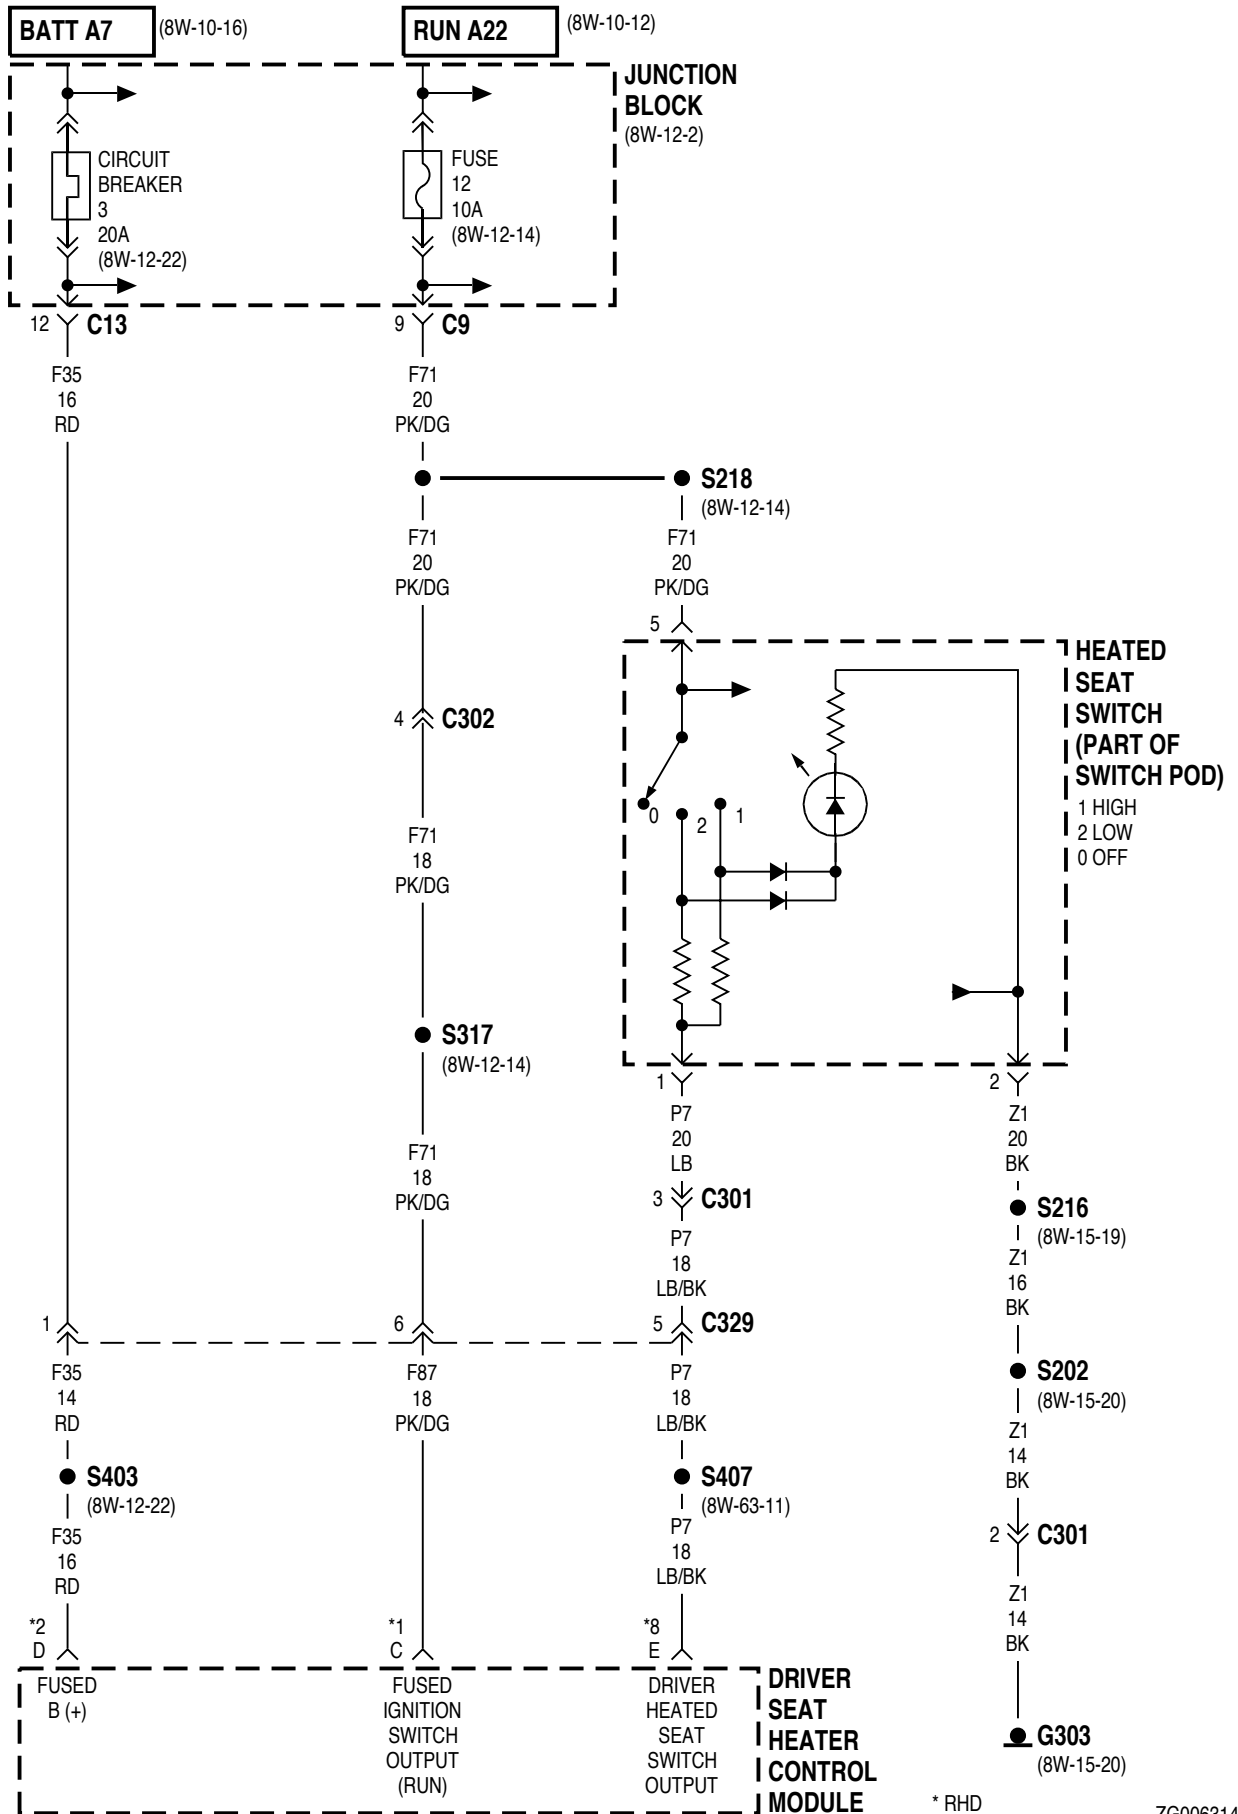 BATT A7
(8W-10-16)
RUN A22
(8W-10-12)
JUNCTION
BLOCK
(8W-12-2)
CIRCUIT
BREAKER
3
20A
(8W-12-22)
FUSE
12
10A
(8W-12-14)
12
C13
9
C9
F35
16
RD
F71
20
PK/DG
S218
(8W-12-14)
F71
20
PK/DG
F71
20
PK/DG
5
HEATED
SEAT
SWITCH
(PART OF
SWITCH POD)
1 HIGH
2 LOW
0 OFF
4
C302
0
2
1
F71
18
PK/DG
S317
(8W-12-14)
1
2
F71
18
PK/DG
P7
20
LB
Z1
20
BK
3
C301
S216
(8W-15-19)
P7
18
LB/BK
Z1
16
BK
1
6
5
C329
F35
14
RD
F87
18
PK/DG
P7
18
LB/BK
S202
(8W-15-20)
Z1
14
BK
S403
(8W-12-22)
S407
(8W-63-11)
F35
16
RD
P7
18
LB/BK
2
C301
Z1
14
BK
*2
D
*1
C
*8
E
FUSED
B (+)
FUSED
IGNITION
SWITCH
OUTPUT
(RUN)
DRIVER
HEATED
SEAT
SWITCH
OUTPUT
DRIVER
SEAT
HEATER
CONTROL
MODULE
G303
(8W-15-20)
* RHD
ZG006314